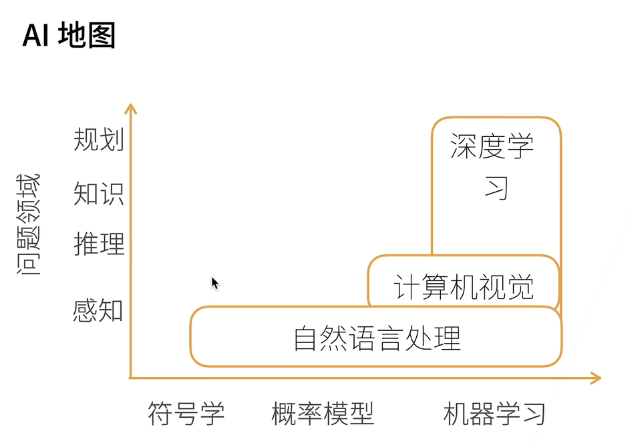 AI 地图
问题领域
规划
知识
推理
感知
深度学
习
计算机视觉
自然语言处理
符号学
概率模型
机器学习